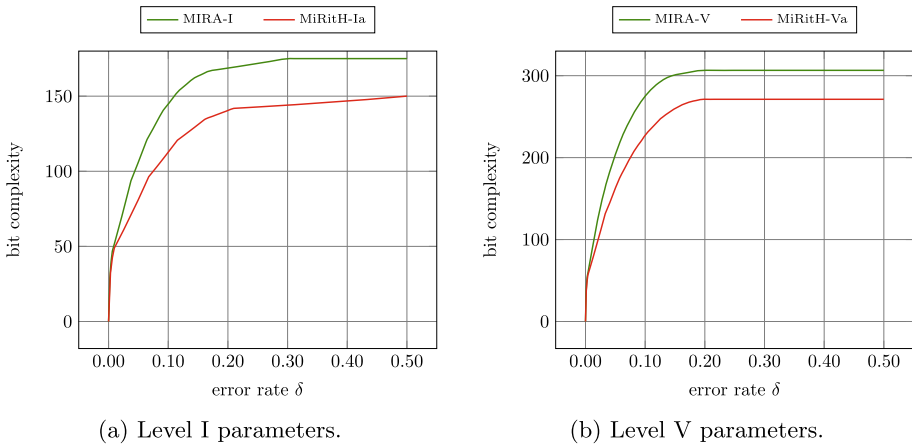 MIRA-I MiRitH-Ia
bit complexity
150
100
50
0
0.00 0.10 0.20 0.30 0.40 0.50
error rate δ
(a) Level I parameters.
MIRA-V MiRitH-Va
bit complexity
300
200
100
0
0.00 0.10 0.20 0.30 0.40 0.50
error rate δ
(b) Level V parameters.